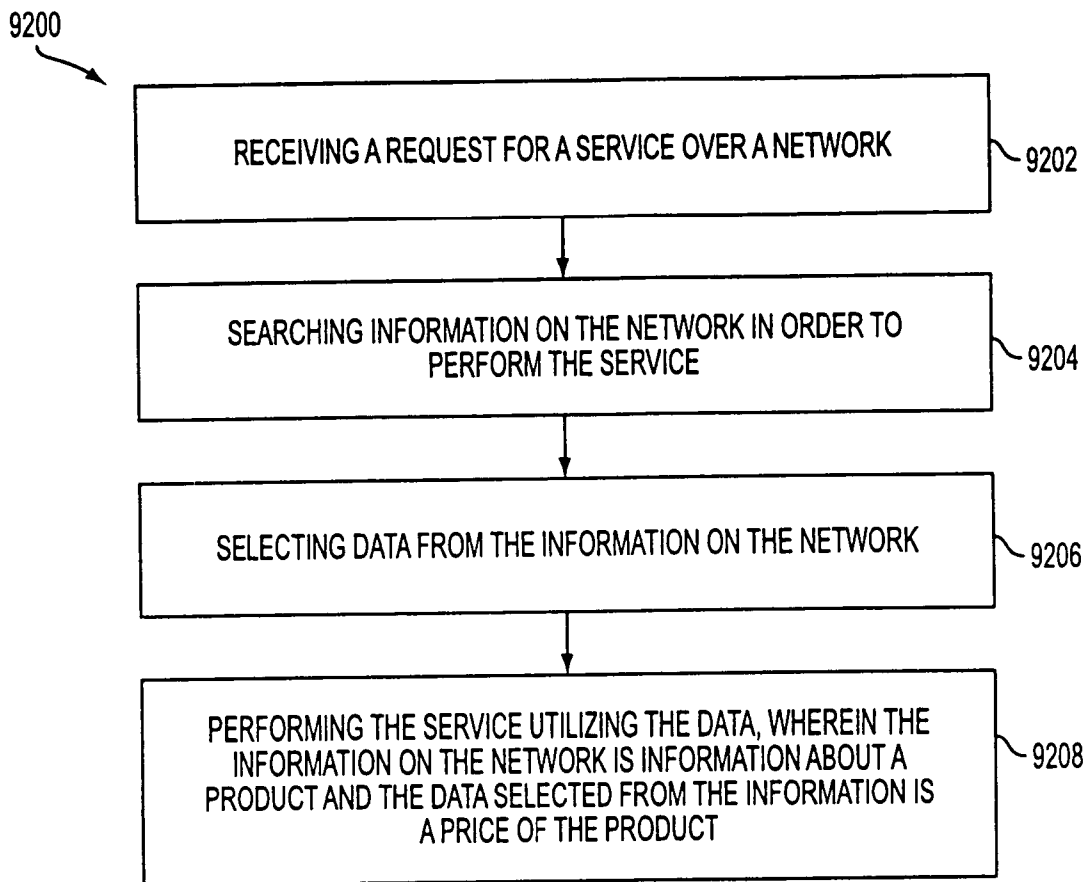 9200
RECEIVING A REQUEST FOR A SERVICE OVER A NETWORK
9202
SEARCHING INFORMATION ON THE NETWORK IN ORDER TO
PERFORM THE SERVICE
9204
SELECTING DATA FROM THE INFORMATION ON THE NETWORK
9206
PERFORMING THE SERVICE UTILIZING THE DATA, WHEREIN THE
INFORMATION ON THE NETWORK IS INFORMATION ABOUT A
PRODUCT AND THE DATA SELECTED FROM THE INFORMATION IS
A PRICE OF THE PRODUCT
9208